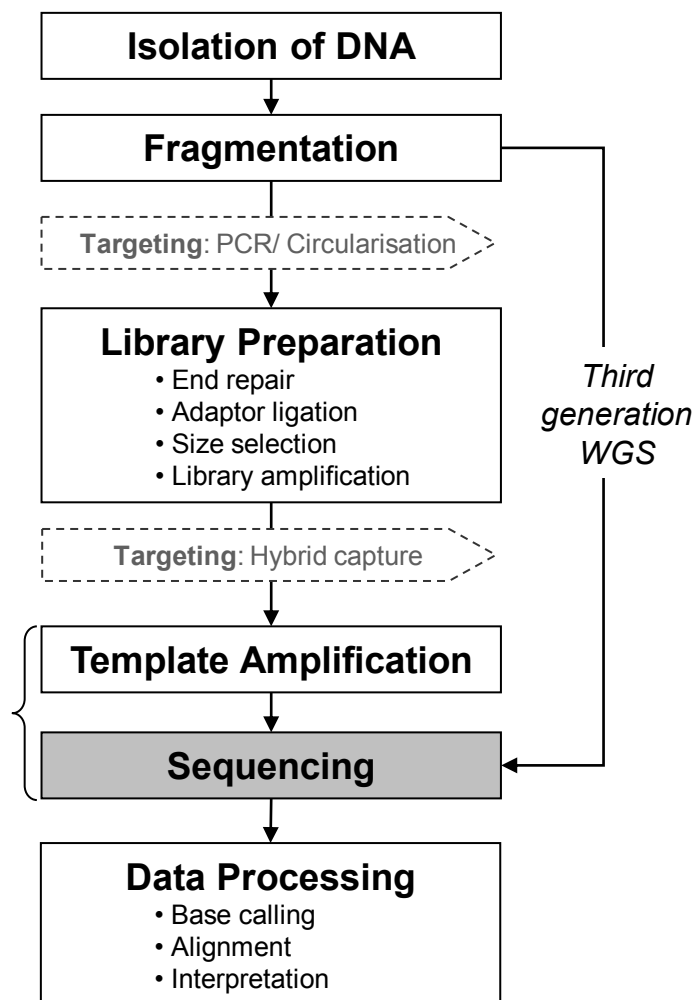 Isolation of DNA
Fragmentation
Targeting: PCR/ Circularisation
Library Preparation
• End repair
• Adaptor ligation
• Size selection
• Library amplification
Third
generation
WGS
Targeting: Hybrid capture
Template Amplification
Sequencing
Data Processing
• Base calling
• Alignment
• Interpretation